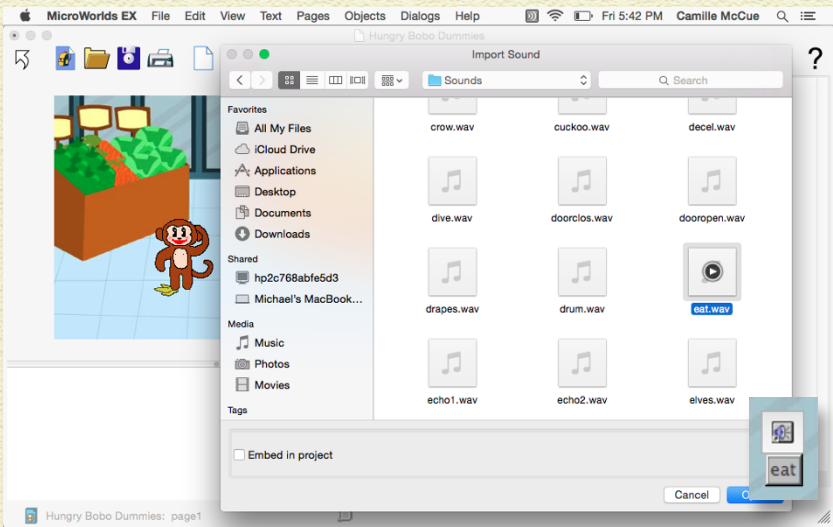 MicroWorlds EX File Edit View Text Pages Objects Dialogs Help Fri 5:42 PM Camille McCue
Hungry Bobo Dummies
Import Sound
?
Sounds
Search
Favorites
All My Files
iCloud Drive
Applications
Desktop
Documents
Downloads
Shared
hp2c768abfe5d3
Michael's MacBook...
Media
Music
Photos
Movies
Tags
crow.wav cuckoo.wav decel.wav
dive.wav doorclos.wav dooropen.wav
drapes.wav drum.wav eat.wav
echo1.wav echo2.wav elves.wav
Embed in project
eat
Cancel
Hungry Bobo Dummies: page1